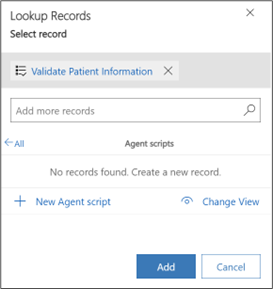 Lookup Records
Select record
Validate Patient Information
Add more records
All
Agent scripts
No records found. Create a new record.
New Agent script
Change View
Add
Cancel